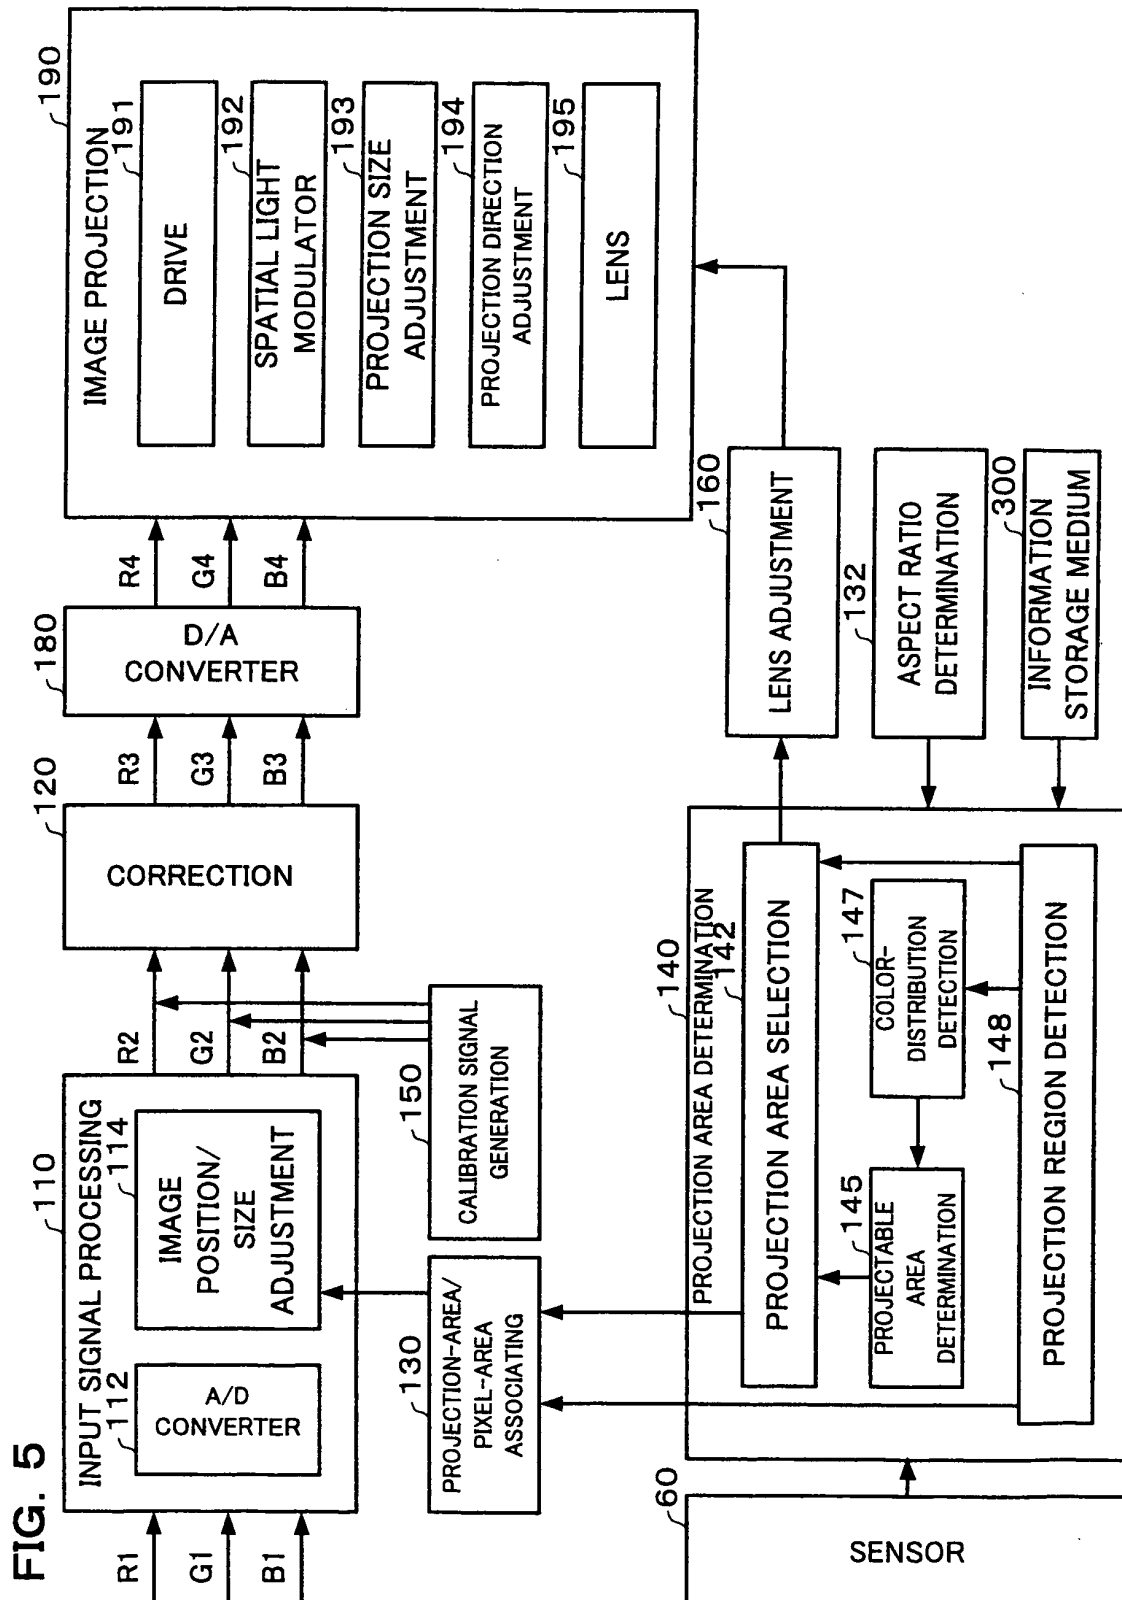 FIG. 5
R1
G1
B1
110
INPUT SIGNAL PROCESSING
112
A/D
CONVERTER
114
IMAGE
POSITION/
SIZE
ADJUSTMENT
R2
G2
B2
120
CORRECTION
R3
G3
B3
180
D/A
CONVERTER
R4
G4
B4
190
IMAGE PROJECTION
191
DRIVE
192
SPATIAL LIGHT
MODULATOR
193
PROJECTION SIZE
ADJUSTMENT
194
PROJECTION DIRECTION
ADJUSTMENT
195
LENS
130
PROJECTION-AREA/
PIXEL-AREA
ASSOCIATING
150
CALIBRATION SIGNAL
GENERATION
60
SENSOR
140
PROJECTION AREA DETERMINATION
142
PROJECTION AREA SELECTION
145
PROJECTABLE
AREA
DETERMINATION
147
COLOR-
DISTRIBUTION
DETECTION
148
PROJECTION REGION DETECTION
160
LENS ADJUSTMENT
132
ASPECT RATIO
DETERMINATION
300
INFORMATION
STORAGE MEDIUM